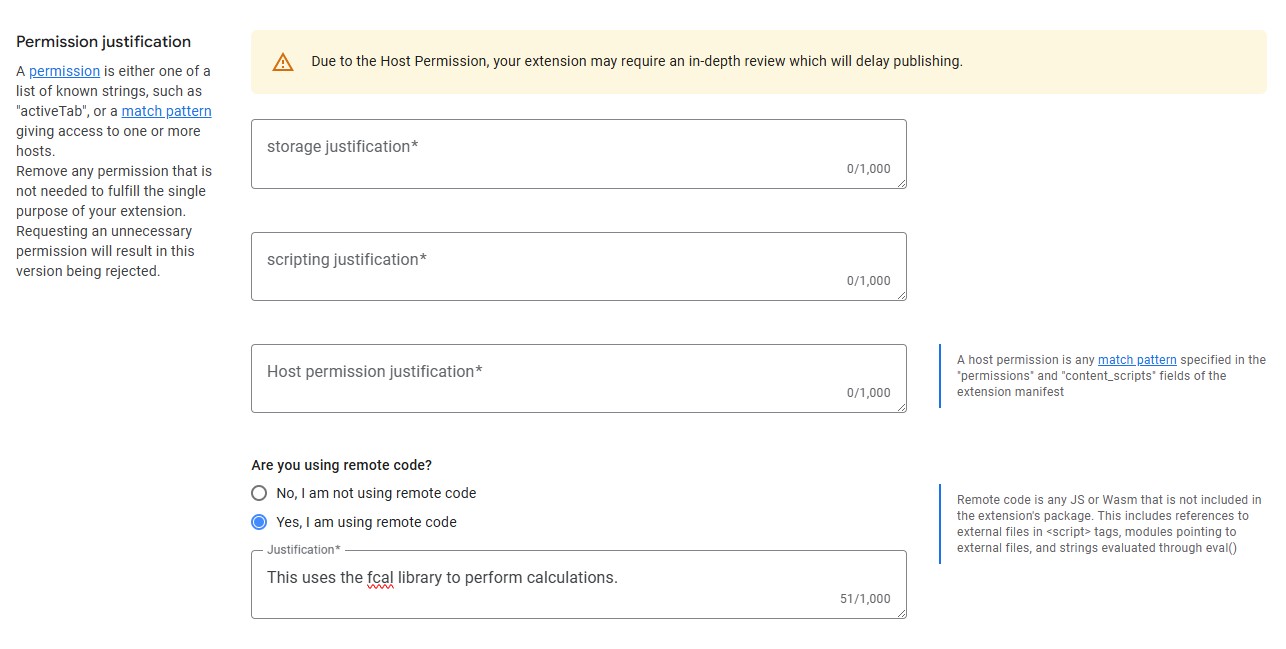 Permission justification
A permission is either one of a
list of known strings, such as
"activeTab", or a match pattern
giving access to one or more
hosts.
Remove any permission that is
not needed to fulfill the single
purpose of your extension.
Requesting an unnecessary
permission will result in this
version being rejected.
Due to the Host Permission, your extension may require an in-depth review which will delay publishing.
storage justification*
0/1,000
scripting justification*
0/1,000
Host permission justification*
0/1,000
A host permission is any match pattern specified in the
"permissions" and "content_scripts" fields of the
extension manifest
Are you using remote code?
No, I am not using remote code
Yes, I am using remote code
Justification*
This uses the fcal library to perform calculations.
51/1,000
Remote code is any JS or Wasm that is not included in
the extension's package. This includes references to
external files in <script> tags, modules pointing to
external files, and strings evaluated through eval()